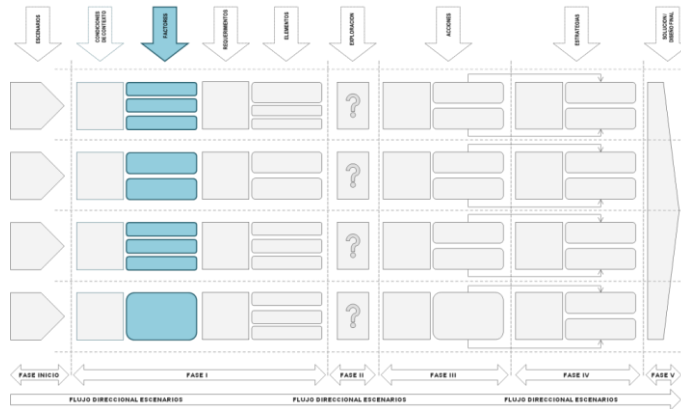 ESCENARIOS
CONDICIONES
DE CONTEXTO
FACTORES
REQUERIMIENTOS
ELEMENTOS
EXPLORACION
ACCIONES
ESTRATEGIAS
SOLUCION /
DISEÑO FINAL
?
?
?
?
FASE INICIO
FASE I
FASE II
FASE III
FASE IV
FASE V
FLUJO DIRECCIONAL ESCENARIOS
FLUJO DIRECCIONAL ESCENARIOS
FLUJO DIRECCIONAL ESCENARIOS